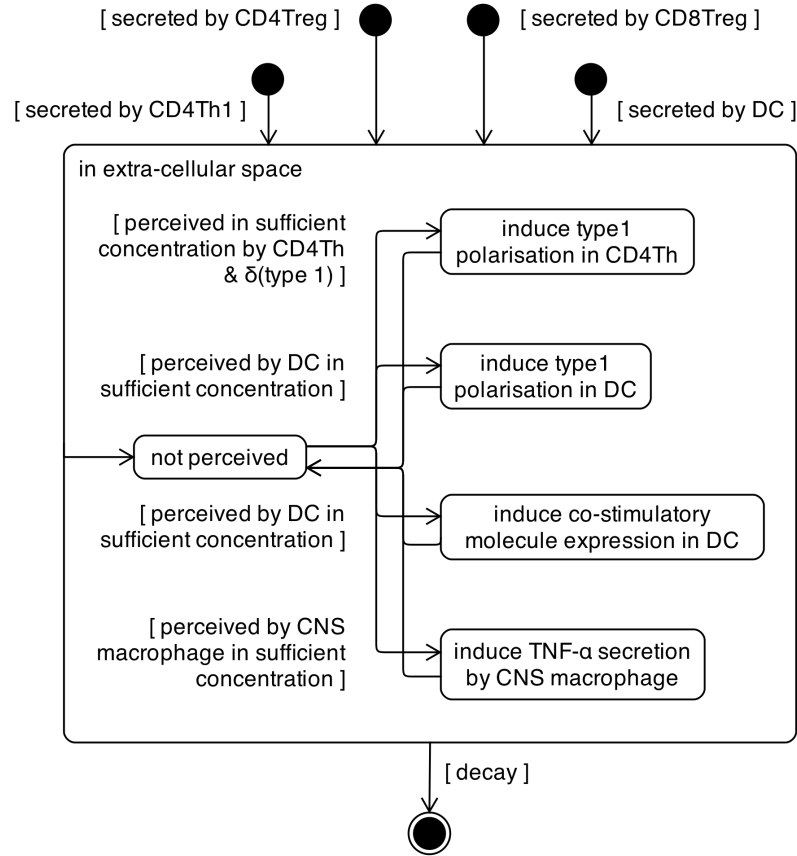 [ secreted by CD4Treg ]
[ secreted by CD8Treg ]
[ secreted by CD4Th1 ]
[ secreted by DC ]
in extra-cellular space
[ perceived in sufficient
concentration by CD4Th
& δ(type 1) ]
induce type1
polarisation in CD4Th
[ perceived by DC in
sufficient concentration ]
induce type1
polarisation in DC
not perceived
[ perceived by DC in
sufficient concentration ]
induce co-stimulatory
molecule expression in DC
[ perceived by CNS
macrophage in sufficient
concentration ]
induce TNF-α secretion
by CNS macrophage
[ decay ]